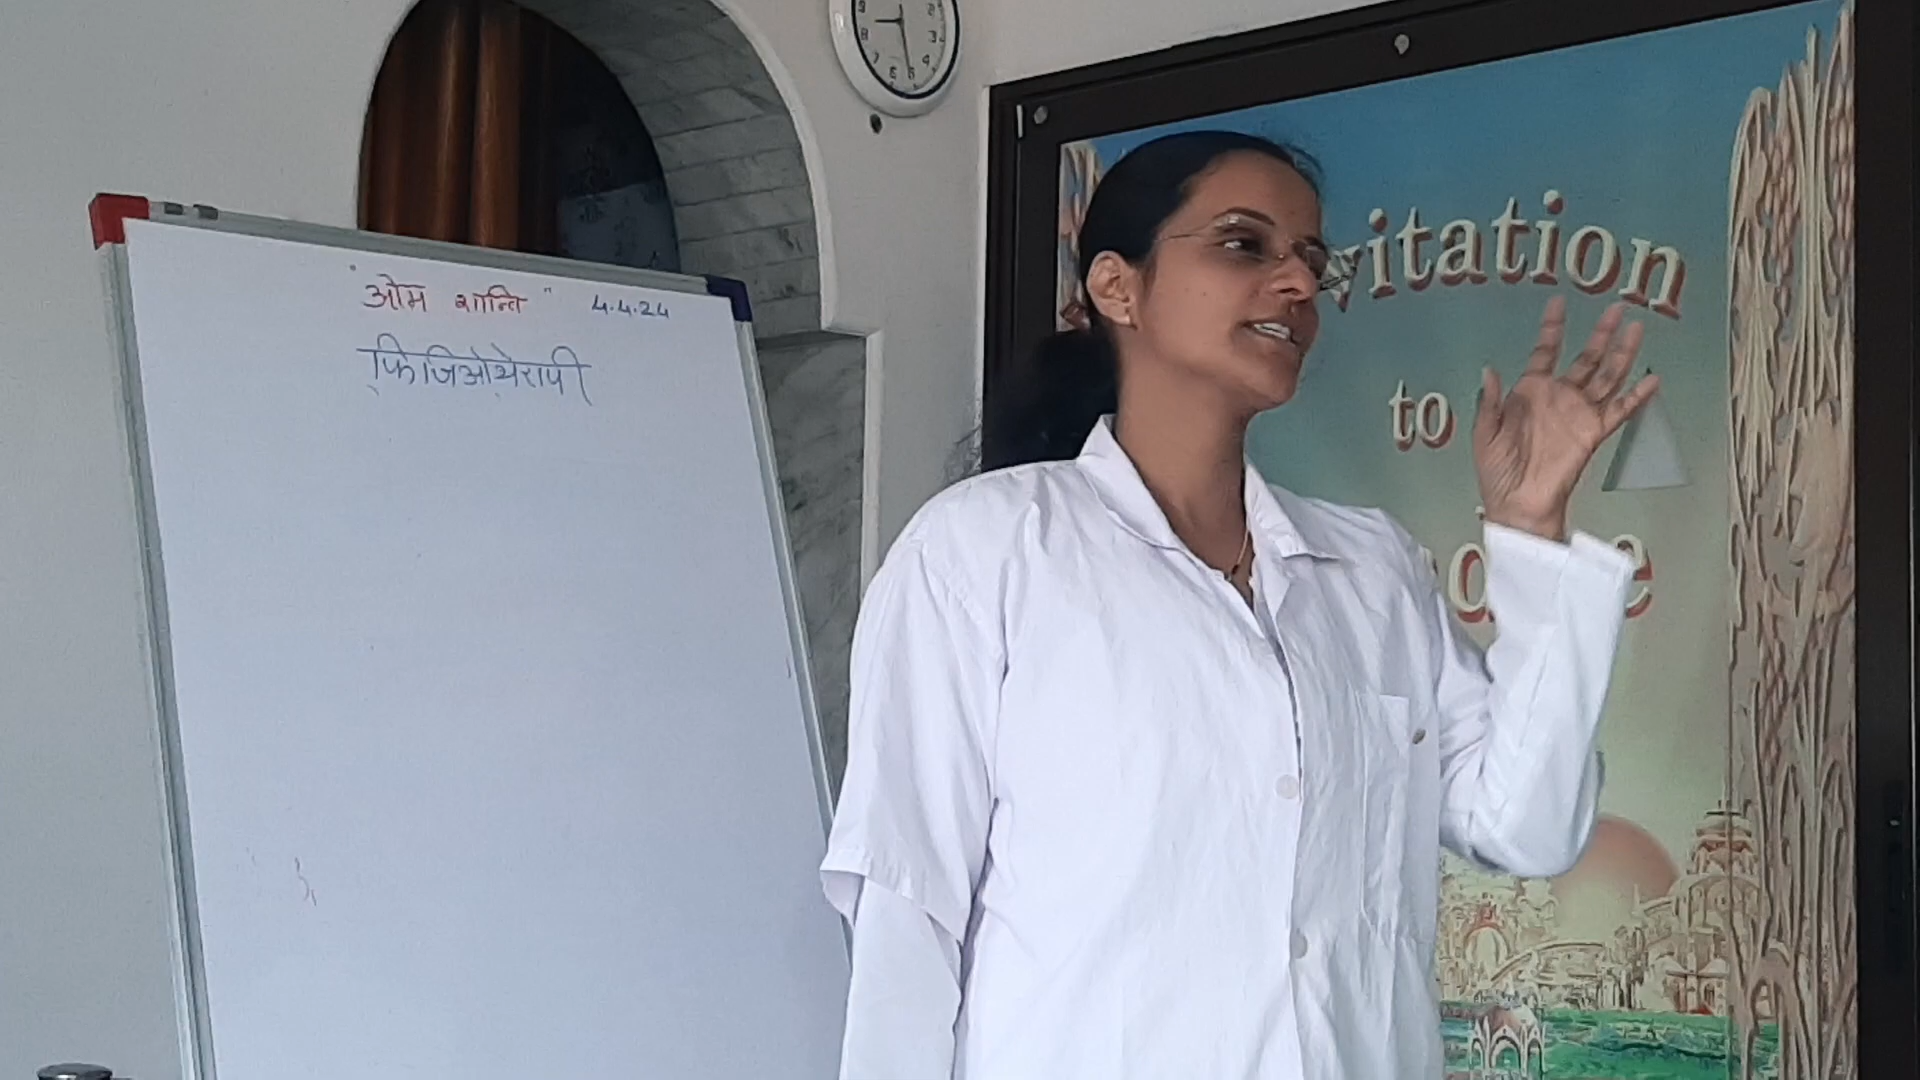 " ओम शान्ति " 4.4.24
फिजिओथेरापी
vitation
to